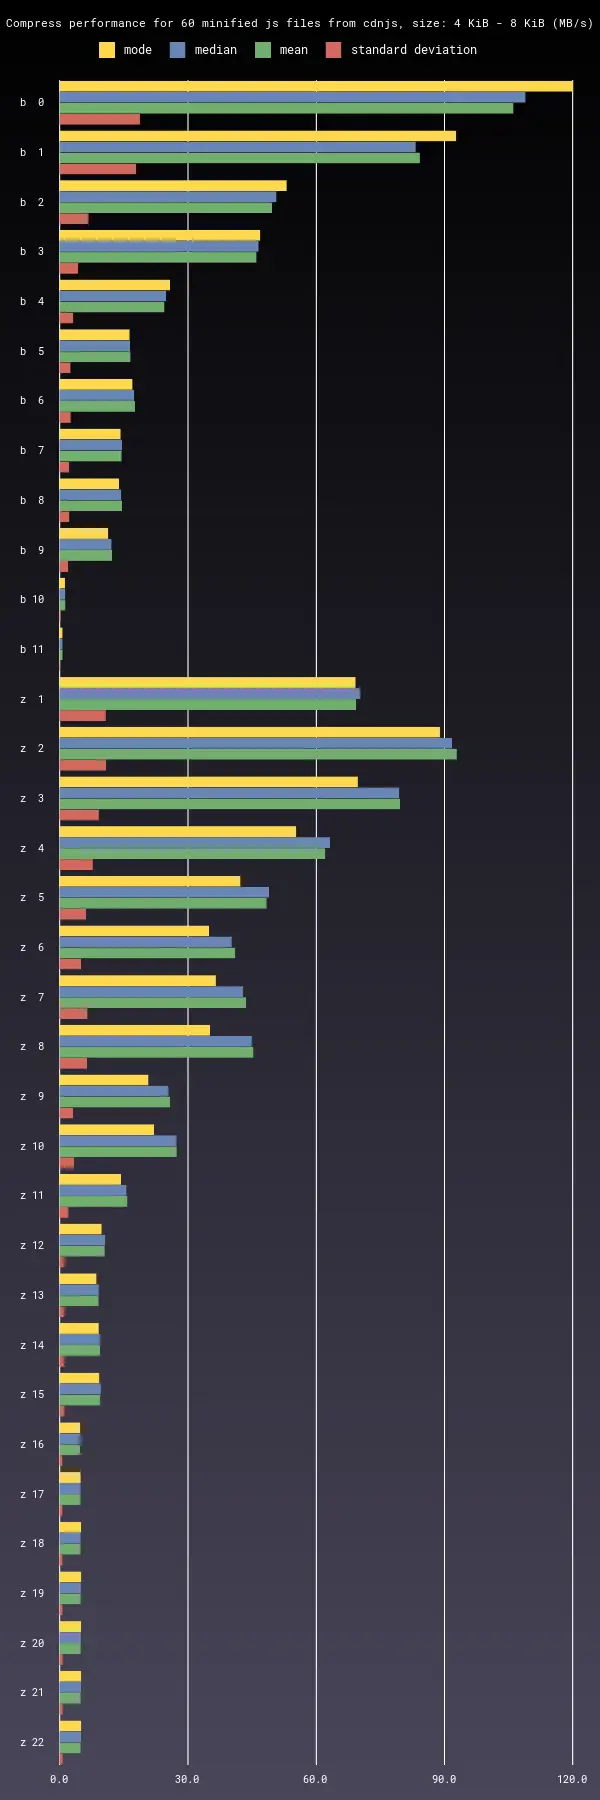 Compress performance for 60 minified js files from cdnjs, size: 4 KiB - 8 KiB (MB/s)
mode median mean standard deviation
b 0
b 1
b 2
b 3
b 4
b 5
b 6
b 7
b 8
b 9
b 10
b 11
z 1
z 2
z 3
z 4
z 5
z 6
z 7
z 8
z 9
z 10
z 11
z 12
z 13
z 14
z 15
z 16
z 17
z 18
z 19
z 20
z 21
z 22
0.0 30.0 60.0 90.0 120.0